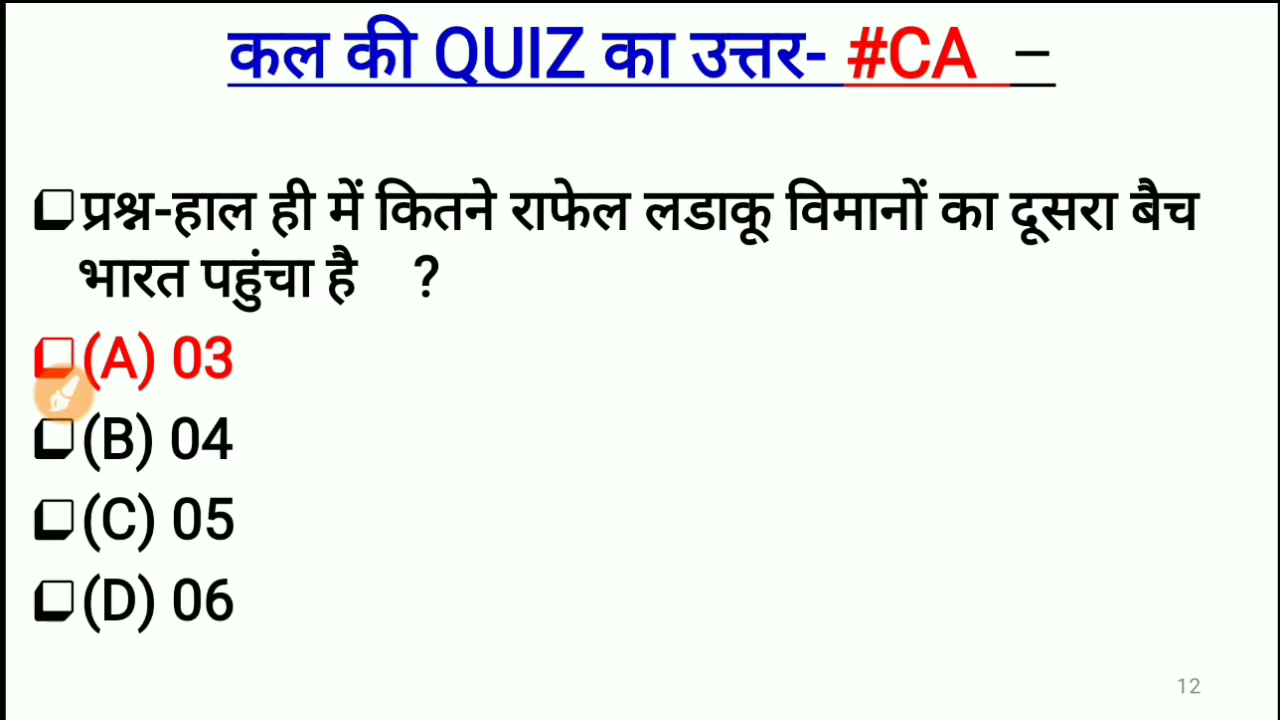 कल की QUIZ का उत्तर- #CA –
❑प्रश्न-हाल ही में कितने राफेल लडाकू विमानों का दूसरा बैच
भारत पहुंचा है ?
❑(A) 03
❑(B) 04
❑(C) 05
❑(D) 06
12